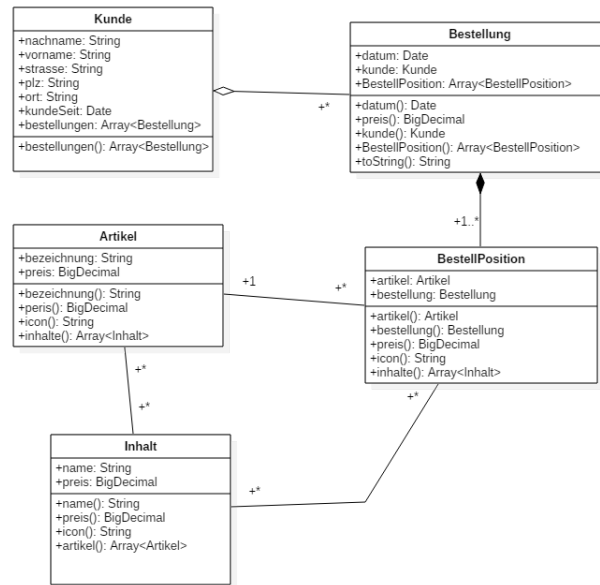 Kunde
+nachname: String
+vorname: String
+strasse: String
+plz: String
+ort: String
+kundeSeit: Date
+bestellungen: Array<Bestellung>
+bestellungen(): Array<Bestellung>
+*
Bestellung
+datum: Date
+kunde: Kunde
+BestellPosition: Array<BestellPosition>
+datum(): Date
+preis(): BigDecimal
+kunde(): Kunde
+BestellPosition(): Array<BestellPosition>
+toString(): String
+1..*
Artikel
+bezeichnung: String
+preis: BigDecimal
+bezeichnung(): String
+peris(): BigDecimal
+icon(): String
+inhalte(): Array<Inhalt>
+1
+*
BestellPosition
+artikel: Artikel
+bestellung: Bestellung
+artikel(): Artikel
+bestellung(): Bestellung
+preis(): BigDecimal
+icon(): String
+inhalte(): Array<Inhalt>
+*
+*
+*
Inhalt
+name: String
+preis: BigDecimal
+name(): String
+preis(): BigDecimal
+icon(): String
+artikel(): Array<Artikel>
+*